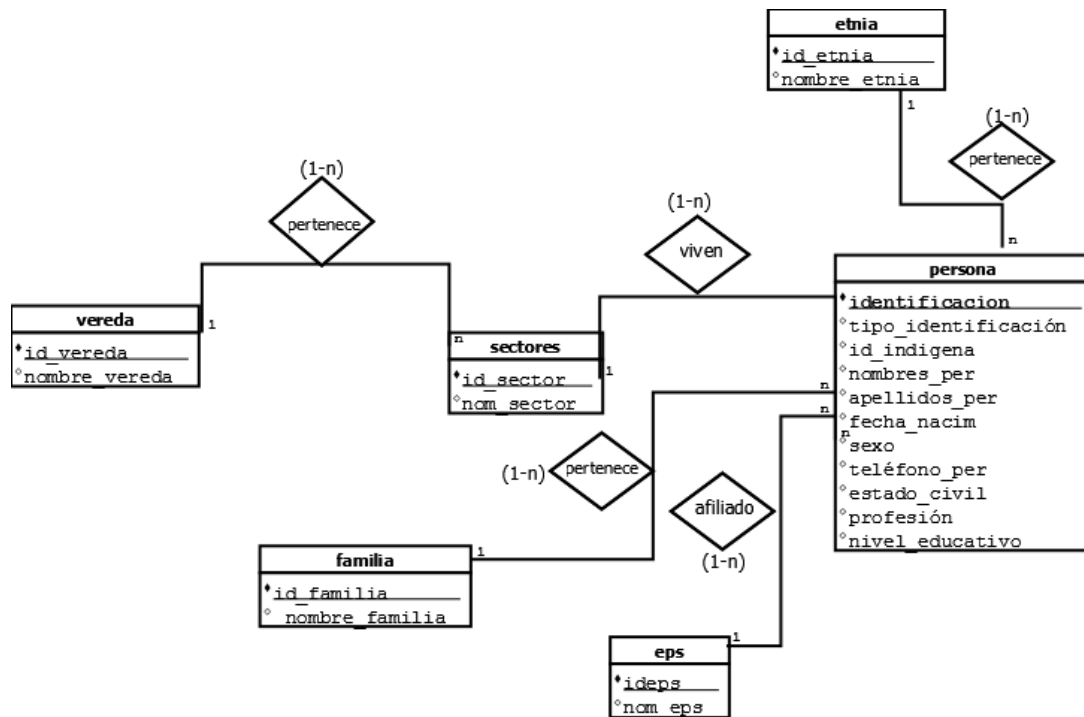 etnia
id_etnia
nombre_etnia
1
(1-n)
pertenece
n
(1-n)
pertenece
(1-n)
viven
vereda
id_vereda
nombre_vereda
1
n
sectores
id_sector
nom_sector
1
persona
identificacion
tipo_identificación
id_indigena
nombres_per
apellidos_per
fecha_nacim
sexo
teléfono_per
estado_civil
profesión
nivel_educativo
n
n
n
(1-n)
pertenece
afiliado
(1-n)
familia
id_familia
nombre_familia
1
eps
ideps
nom_eps
1